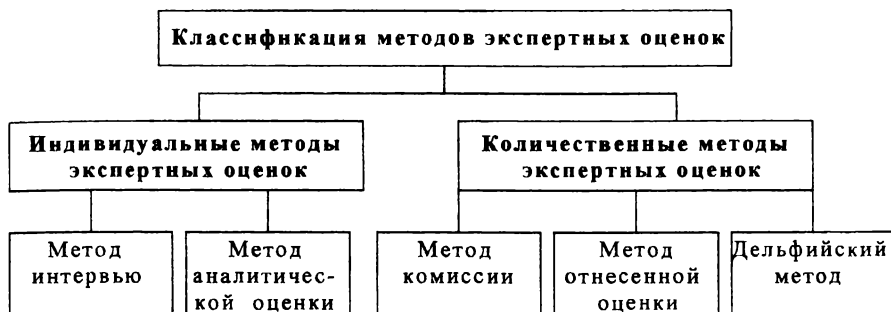 Классификация методов экспертных оценок
Индивидуальные методы
экспертных оценок
Количественные методы
экспертных оценок
Метод
интервью
Метод
аналитичес-
кой оценки
Метод
комиссии
Метод
отнесенной
оценки
Дельфийский
метод